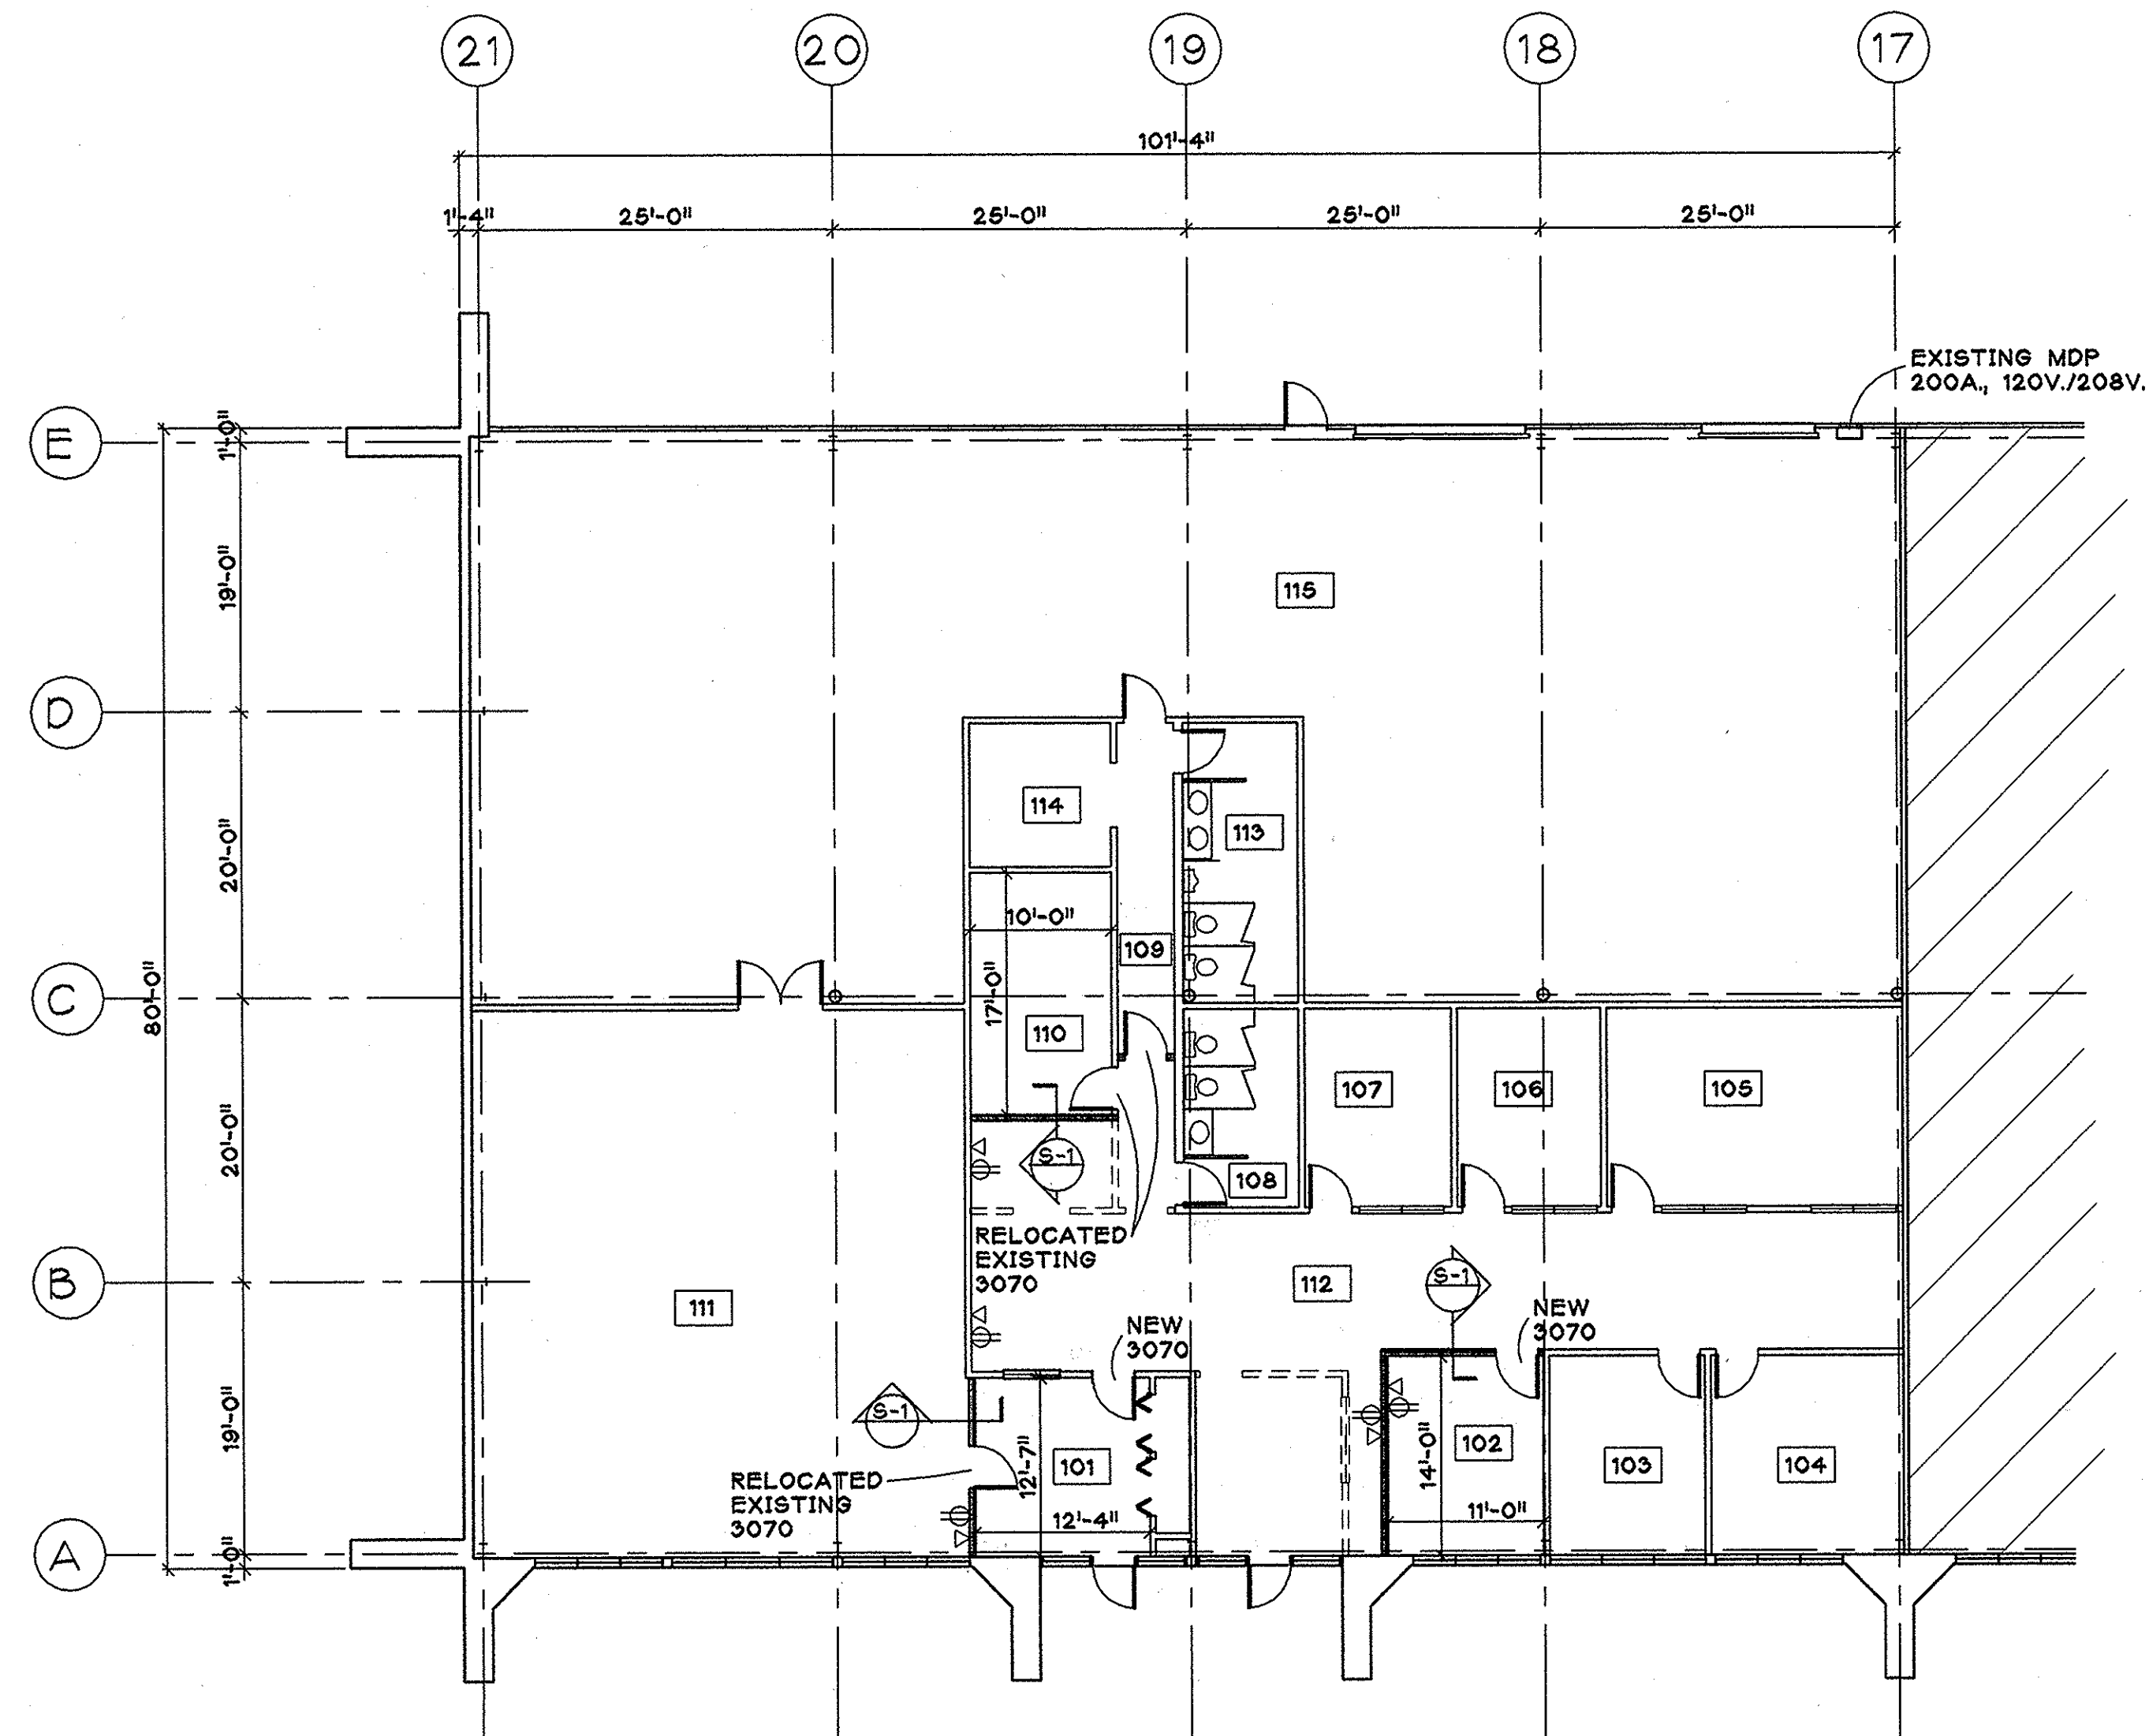 21
20
19
18
17
101'-4"
1'-4"
25'-0"
25'-0"
25'-0"
25'-0"
EXISTING MDP
200A., 120V./208V.
E
1'-0"
19'-0"
D
115
114
113
20'-0"
10'-0"
109
C
80'-0"
17'-0"
110
107
106
105
20'-0"
S-1
108
RELOCATED
EXISTING
3070
B
111
112
S-1
NEW
3070
NEW
3070
19'-0"
S-1
12'-7"
101
14'-0"
102
103
104
RELOCATED
EXISTING
3070
12'-4"
11'-0"
A
1'-0"